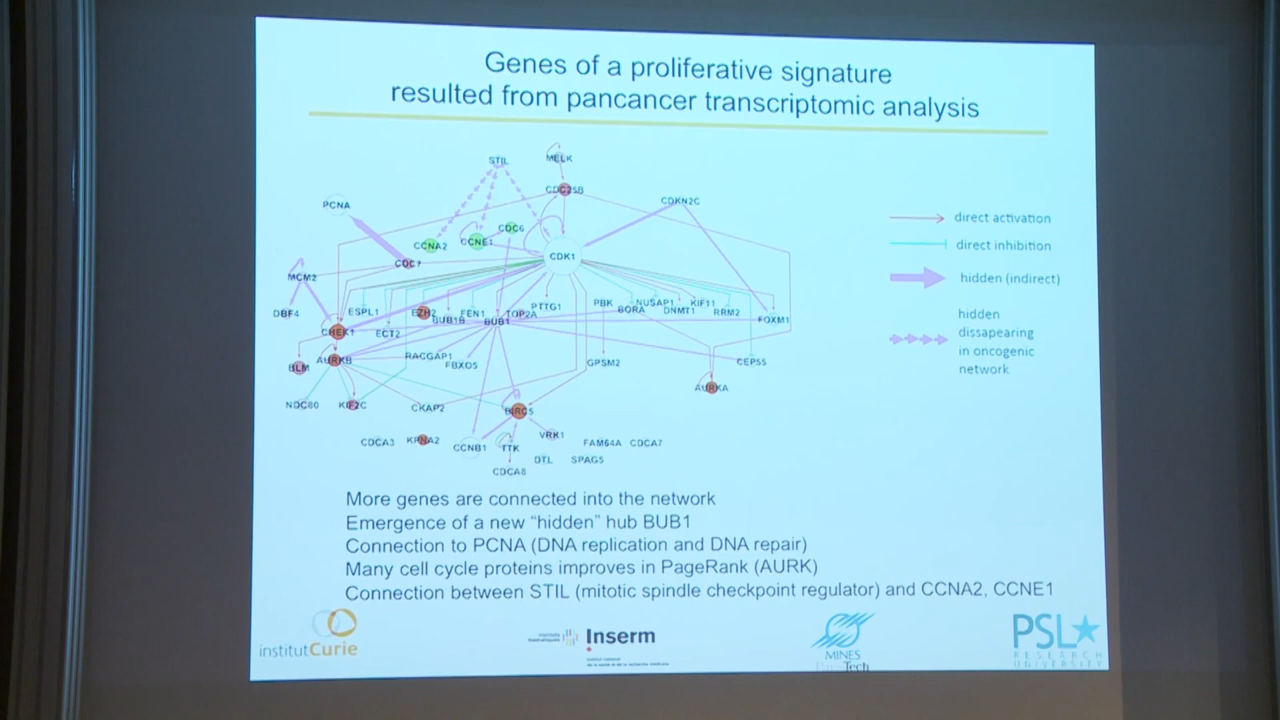 Genes of a proliferative signature
resulted from pancancer transcriptomic analysis
STIL
MELK
CDC25B
PCNA
CDKN2C
CDC6
CCNA2
CCNE1
CDK1
CDC7
MCM2
DBF4
ESPL1
EZH2
BUB1B
FEN1
BUB1
TOP2A
PTTG1
PBK
BORA
NUSAP1
DNMT1
KIF11
RRM2
FOXM1
CHEK1
ECT2
AURKB
BLM
RACGAP1
FBXO5
GPSM2
CEP55
AURKA
NDC80
KIF2C
CKAP2
BIRC5
CDCA3
KPNA2
CCNB1
TTK
VRK1
FAM64A
CDCA7
DTL
SPAG5
CDCA8
direct activation
direct inhibition
hidden (indirect)
hidden
dissapearing
in oncogenic
network
More genes are connected into the network
Emergence of a new "hidden" hub BUB1
Connection to PCNA (DNA replication and DNA repair)
Many cell cycle proteins improves in PageRank (AURK)
Connection between STIL (mitotic spindle checkpoint regulator) and CCNA2, CCNE1
institutCurie
Inserm
MINES
ParisTech
PSL
RESEARCH
UNIVERSITY